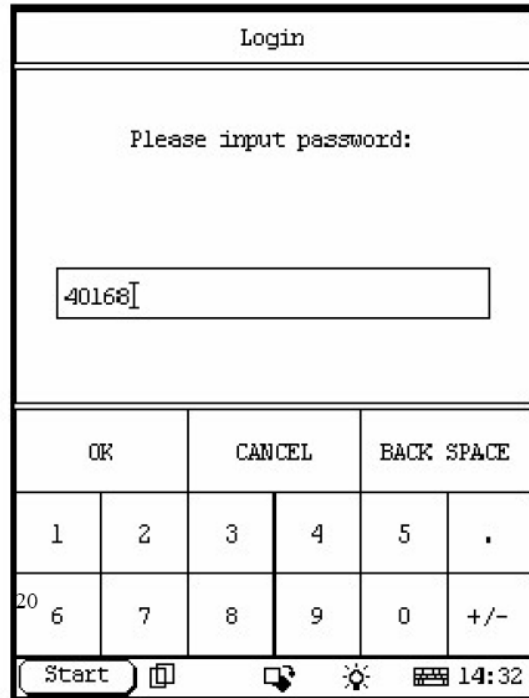 Login
Please input password:
40168
OK CANCEL BACK SPACE
1 2 3 4 5 .
20
6 7 8 9 0 +/-
Start 14:32